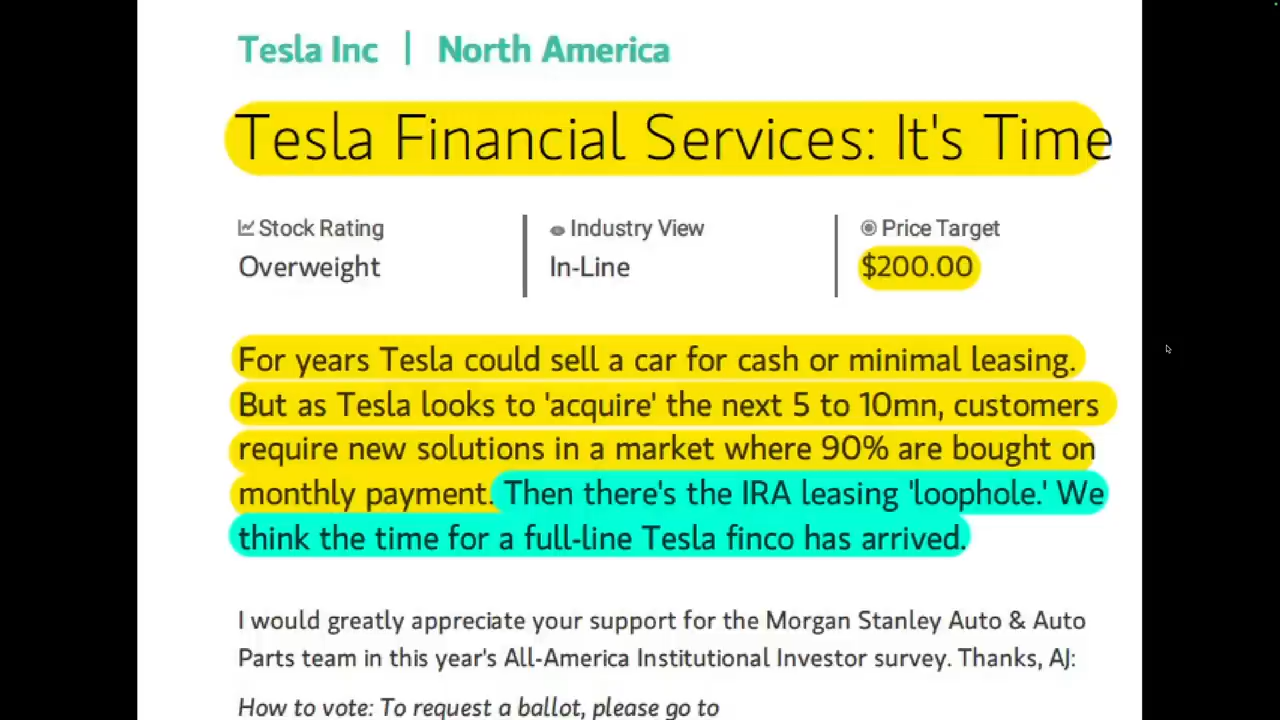 Tesla Inc | North America
Tesla Financial Services: It's Time
Stock Rating
Industry View
Price Target
Overweight
In-Line
$200.00
For years Tesla could sell a car for cash or minimal leasing.
But as Tesla looks to 'acquire' the next 5 to 10mn, customers
require new solutions in a market where 90% are bought on
monthly payment. Then there's the IRA leasing 'loophole.' We
think the time for a full-line Tesla finco has arrived.
I would greatly appreciate your support for the Morgan Stanley Auto & Auto
Parts team in this year's All-America Institutional Investor survey. Thanks, AJ:
How to vote: To request a ballot, please go to